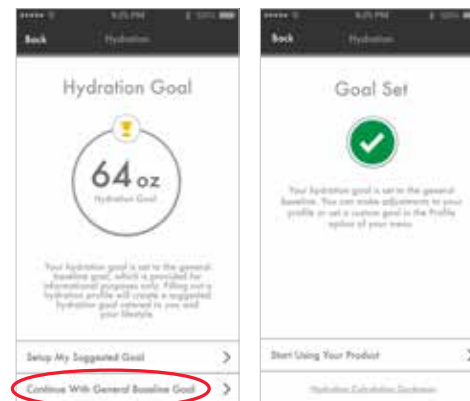 9:05 PM
Back
Hydration
Hydration Goal
64 oz
Hydration Goal
Your hydration goal is set to the general
baseline goal, which is provided for
informational purposes only. Filling out a
hydration profile will create a suggested
hydration goal catered to you and
your lifestyle.
Setup My Suggested Goal
Continue With General Baseline Goal
Back
Hydration
Goal Set
Your hydration goal is set to the general
baseline. You can make adjustments to your
profile or set a custom goal in the Profile
option of your menu.
Start Using Your Product
Hydration Calculation Disclaimer